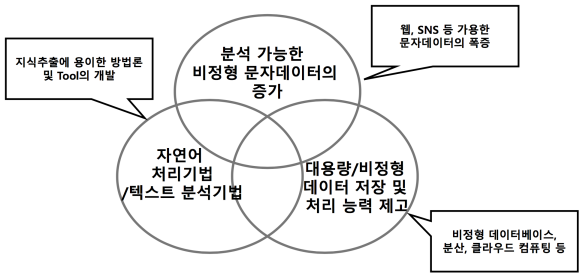 웹, SNS 등 가용한
문자데이터의 폭증
분석 가능한
비정형 문자데이터의
증가
지식추출에 용이한 방법론
및 Tool의 개발
자연어
처리기법
/텍스트 분석기법
대용량/비정형
데이터 저장 및
처리 능력 제고
비정형 데이터베이스,
분산, 클라우드 컴퓨팅 등